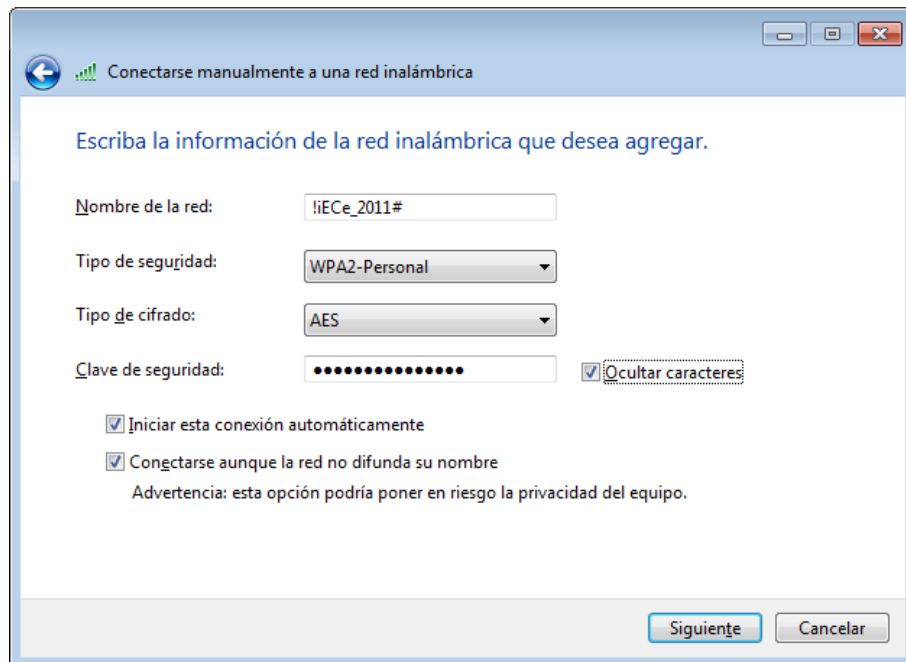 Conectarse manualmente a una red inalámbrica
Escriba la información de la red inalámbrica que desea agregar.
Nombre de la red: !iECe_2011#
Tipo de seguridad: WPA2-Personal
Tipo de cifrado: AES
Clave de seguridad: ●●●●●●●●●●●●●●● Ocultar caracteres
Iniciar esta conexión automáticamente
Conectarse aunque la red no difunda su nombre
Advertencia: esta opción podría poner en riesgo la privacidad del equipo.
Siguiente Cancelar